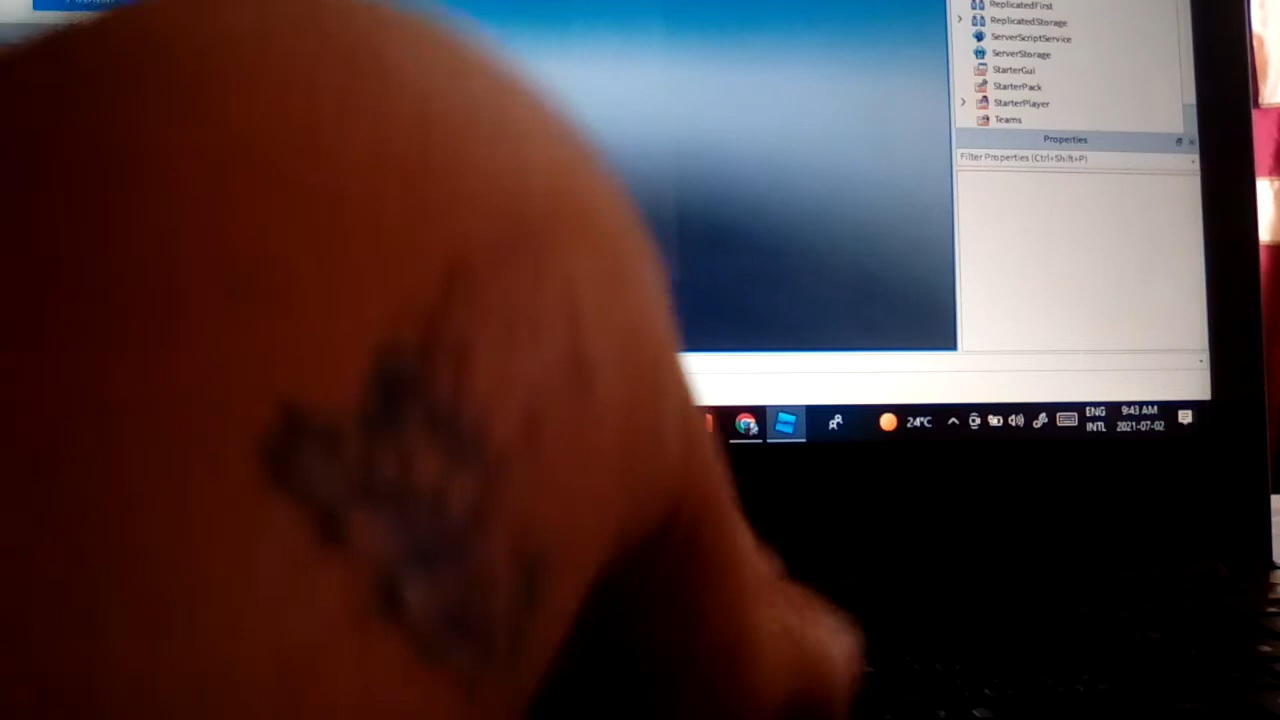 ReplicatedFirst
ReplicatedStorage
ServerScriptService
ServerStorage
StarterGui
StarterPack
StarterPlayer
Teams
Properties
Filter Properties (Ctrl+Shift+P)
24°C
ENG
INTL
9:43 AM
2021-07-02